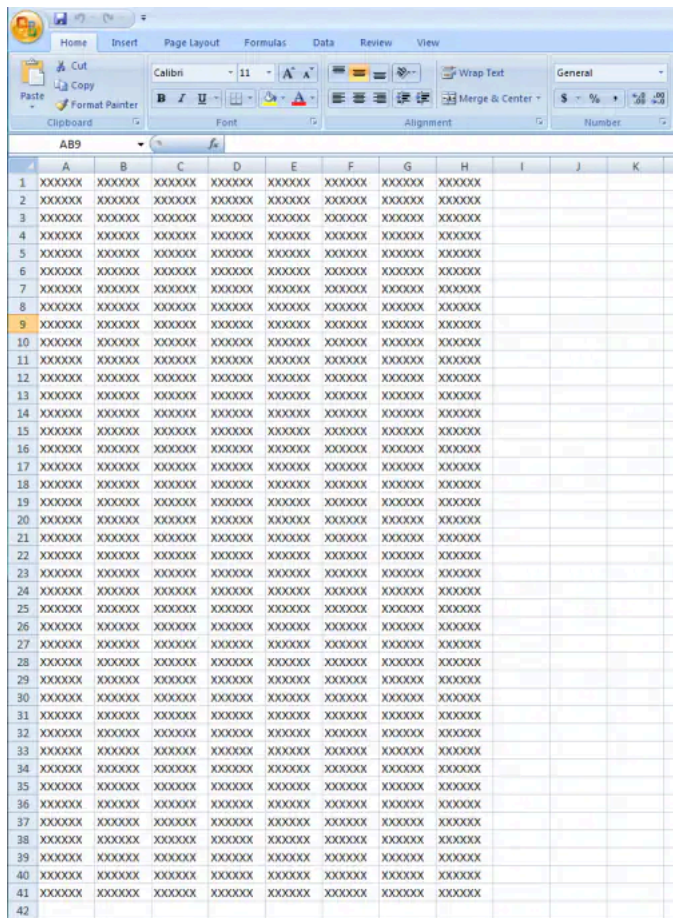 Home Insert Page Layout Formulas Data Review View
Cut
Copy
Paste
Format Painter
Calibri 11 A A
B I U A
Wrap Text
Merge & Center
General
$ % , .0 .00 .00 .0
Clipboard Font Alignment Number
AB9 fx
A B C D E F G H I J K
1 XXXXXX XXXXXX XXXXXX XXXXXX XXXXXX XXXXXX XXXXXX XXXXXX
2 XXXXXX XXXXXX XXXXXX XXXXXX XXXXXX XXXXXX XXXXXX XXXXXX
3 XXXXXX XXXXXX XXXXXX XXXXXX XXXXXX XXXXXX XXXXXX XXXXXX
4 XXXXXX XXXXXX XXXXXX XXXXXX XXXXXX XXXXXX XXXXXX XXXXXX
5 XXXXXX XXXXXX XXXXXX XXXXXX XXXXXX XXXXXX XXXXXX XXXXXX
6 XXXXXX XXXXXX XXXXXX XXXXXX XXXXXX XXXXXX XXXXXX XXXXXX
7 XXXXXX XXXXXX XXXXXX XXXXXX XXXXXX XXXXXX XXXXXX XXXXXX
8 XXXXXX XXXXXX XXXXXX XXXXXX XXXXXX XXXXXX XXXXXX XXXXXX
9 XXXXXX XXXXXX XXXXXX XXXXXX XXXXXX XXXXXX XXXXXX XXXXXX
10 XXXXXX XXXXXX XXXXXX XXXXXX XXXXXX XXXXXX XXXXXX XXXXXX
11 XXXXXX XXXXXX XXXXXX XXXXXX XXXXXX XXXXXX XXXXXX XXXXXX
12 XXXXXX XXXXXX XXXXXX XXXXXX XXXXXX XXXXXX XXXXXX XXXXXX
13 XXXXXX XXXXXX XXXXXX XXXXXX XXXXXX XXXXXX XXXXXX XXXXXX
14 XXXXXX XXXXXX XXXXXX XXXXXX XXXXXX XXXXXX XXXXXX XXXXXX
15 XXXXXX XXXXXX XXXXXX XXXXXX XXXXXX XXXXXX XXXXXX XXXXXX
16 XXXXXX XXXXXX XXXXXX XXXXXX XXXXXX XXXXXX XXXXXX XXXXXX
17 XXXXXX XXXXXX XXXXXX XXXXXX XXXXXX XXXXXX XXXXXX XXXXXX
18 XXXXXX XXXXXX XXXXXX XXXXXX XXXXXX XXXXXX XXXXXX XXXXXX
19 XXXXXX XXXXXX XXXXXX XXXXXX XXXXXX XXXXXX XXXXXX XXXXXX
20 XXXXXX XXXXXX XXXXXX XXXXXX XXXXXX XXXXXX XXXXXX XXXXXX
21 XXXXXX XXXXXX XXXXXX XXXXXX XXXXXX XXXXXX XXXXXX XXXXXX
22 XXXXXX XXXXXX XXXXXX XXXXXX XXXXXX XXXXXX XXXXXX XXXXXX
23 XXXXXX XXXXXX XXXXXX XXXXXX XXXXXX XXXXXX XXXXXX XXXXXX
24 XXXXXX XXXXXX XXXXXX XXXXXX XXXXXX XXXXXX XXXXXX XXXXXX
25 XXXXXX XXXXXX XXXXXX XXXXXX XXXXXX XXXXXX XXXXXX XXXXXX
26 XXXXXX XXXXXX XXXXXX XXXXXX XXXXXX XXXXXX XXXXXX XXXXXX
27 XXXXXX XXXXXX XXXXXX XXXXXX XXXXXX XXXXXX XXXXXX XXXXXX
28 XXXXXX XXXXXX XXXXXX XXXXXX XXXXXX XXXXXX XXXXXX XXXXXX
29 XXXXXX XXXXXX XXXXXX XXXXXX XXXXXX XXXXXX XXXXXX XXXXXX
30 XXXXXX XXXXXX XXXXXX XXXXXX XXXXXX XXXXXX XXXXXX XXXXXX
31 XXXXXX XXXXXX XXXXXX XXXXXX XXXXXX XXXXXX XXXXXX XXXXXX
32 XXXXXX XXXXXX XXXXXX XXXXXX XXXXXX XXXXXX XXXXXX XXXXXX
33 XXXXXX XXXXXX XXXXXX XXXXXX XXXXXX XXXXXX XXXXXX XXXXXX
34 XXXXXX XXXXXX XXXXXX XXXXXX XXXXXX XXXXXX XXXXXX XXXXXX
35 XXXXXX XXXXXX XXXXXX XXXXXX XXXXXX XXXXXX XXXXXX XXXXXX
36 XXXXXX XXXXXX XXXXXX XXXXXX XXXXXX XXXXXX XXXXXX XXXXXX
37 XXXXXX XXXXXX XXXXXX XXXXXX XXXXXX XXXXXX XXXXXX XXXXXX
38 XXXXXX XXXXXX XXXXXX XXXXXX XXXXXX XXXXXX XXXXXX XXXXXX
39 XXXXXX XXXXXX XXXXXX XXXXXX XXXXXX XXXXXX XXXXXX XXXXXX
40 XXXXXX XXXXXX XXXXXX XXXXXX XXXXXX XXXXXX XXXXXX XXXXXX
41 XXXXXX XXXXXX XXXXXX XXXXXX XXXXXX XXXXXX XXXXXX XXXXXX
42